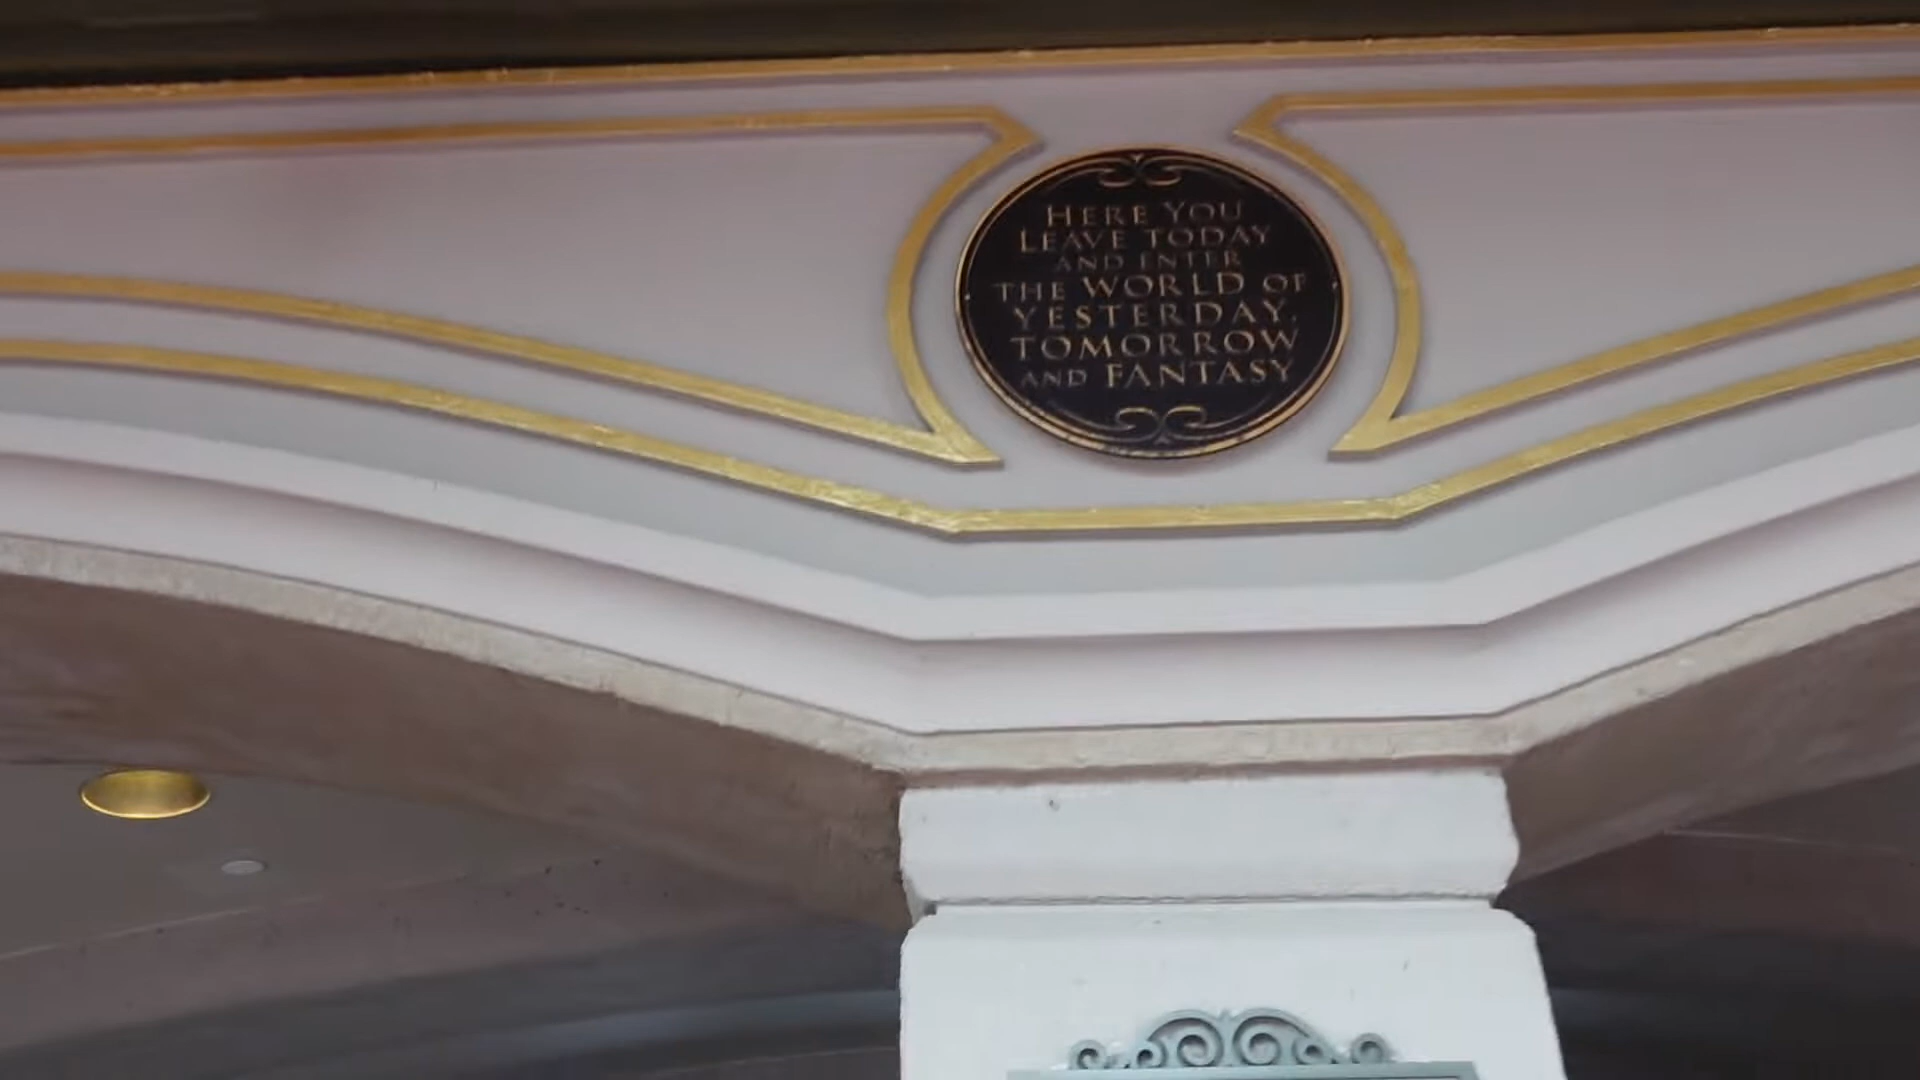 HERE YOU
LEAVE TODAY
AND ENTER
THE WORLD OF
YESTERDAY,
TOMORROW
AND FANTASY